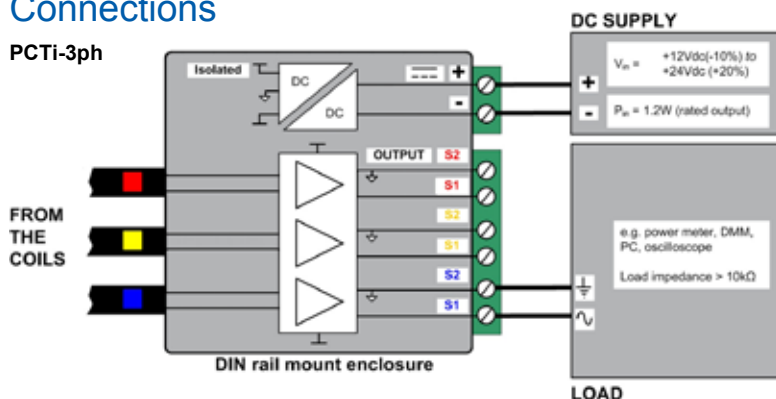 Connections
PCTi-3ph
DC SUPPLY
Isolated
DC
DC
+
-
+
-
Vin = +12Vdc(-10%) to
+24Vdc (+20%)
Pin = 1.2W (rated output)
OUTPUT S2
S1
S2
S1
S2
S1
FROM
THE
COILS
e.g. power meter, DMM,
PC, oscilloscope
Load impedance > 10kΩ
DIN rail mount enclosure
LOAD